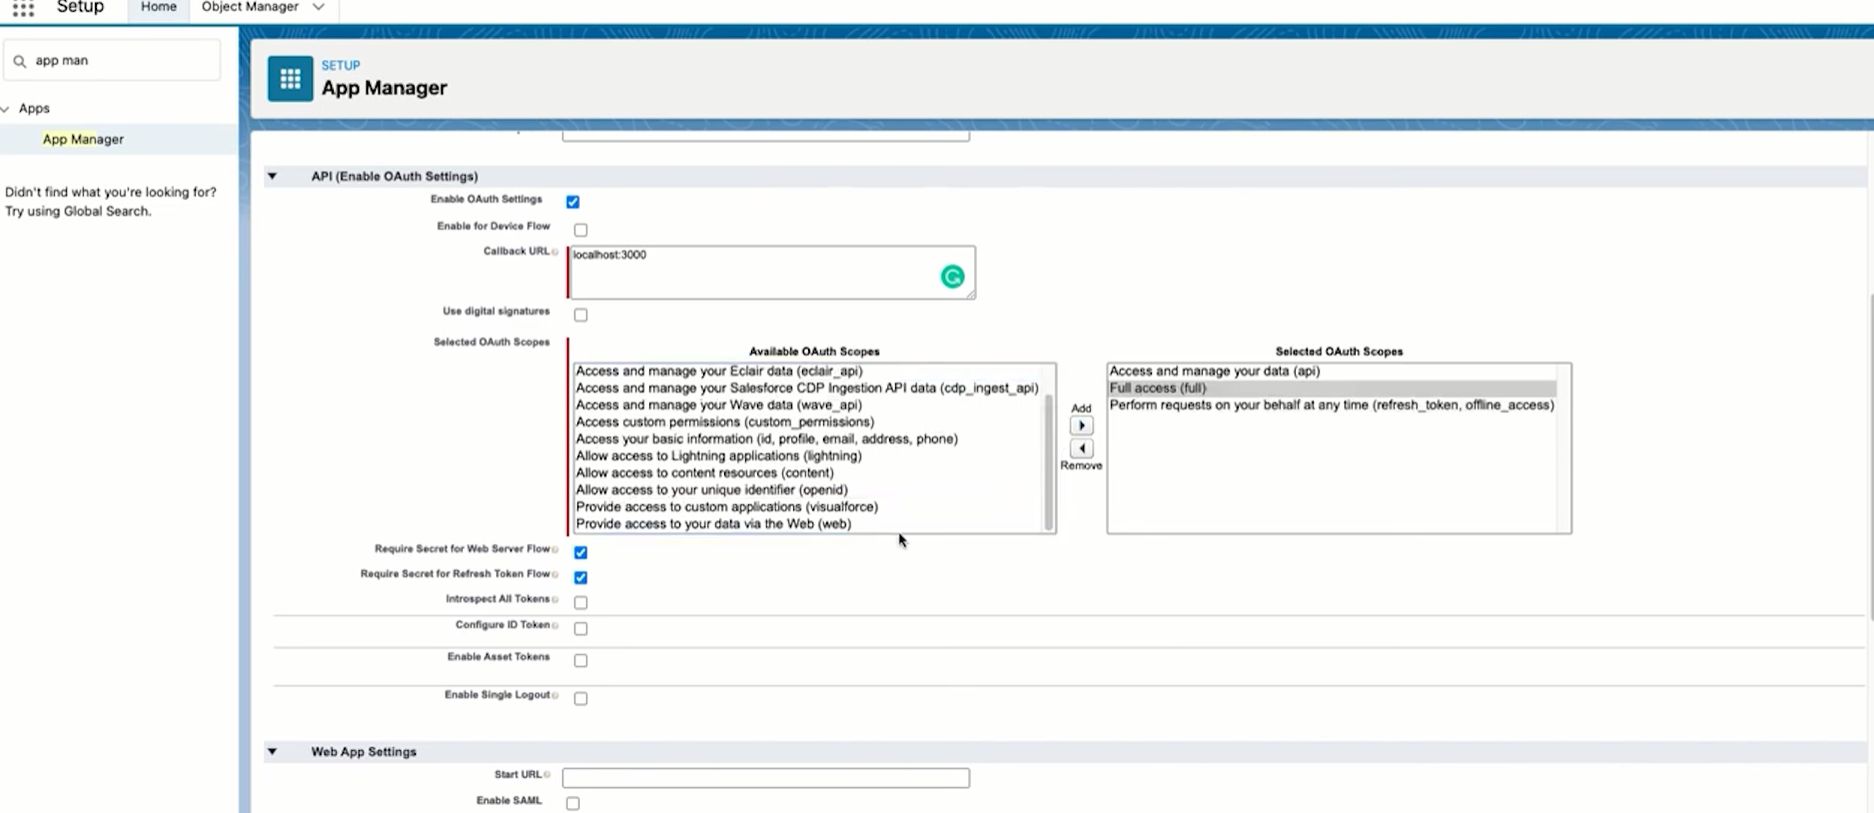 Setup
Home
Object Manager
app man
Apps
App Manager
Didn't find what you're looking for?
Try using Global Search.
SETUP
App Manager
API (Enable OAuth Settings)
Enable OAuth Settings
Enable for Device Flow
Callback URL
localhost:3000
Use digital signatures
Selected OAuth Scopes
Available OAuth Scopes
Access and manage your Eclair data (eclair_api)
Access and manage your Salesforce CDP Ingestion API data (cdp_ingest_api)
Access and manage your Wave data (wave_api)
Access custom permissions (custom_permissions)
Access your basic information (id, profile, email, address, phone)
Allow access to Lightning applications (lightning)
Allow access to content resources (content)
Allow access to your unique identifier (openid)
Provide access to custom applications (visualforce)
Provide access to your data via the Web (web)
Add
Remove
Selected OAuth Scopes
Access and manage your data (api)
Full access (full)
Perform requests on your behalf at any time (refresh_token, offline_access)
Require Secret for Web Server Flow
Require Secret for Refresh Token Flow
Introspect All Tokens
Configure ID Token
Enable Asset Tokens
Enable Single Logout
Web App Settings
Start URL
Enable SAML